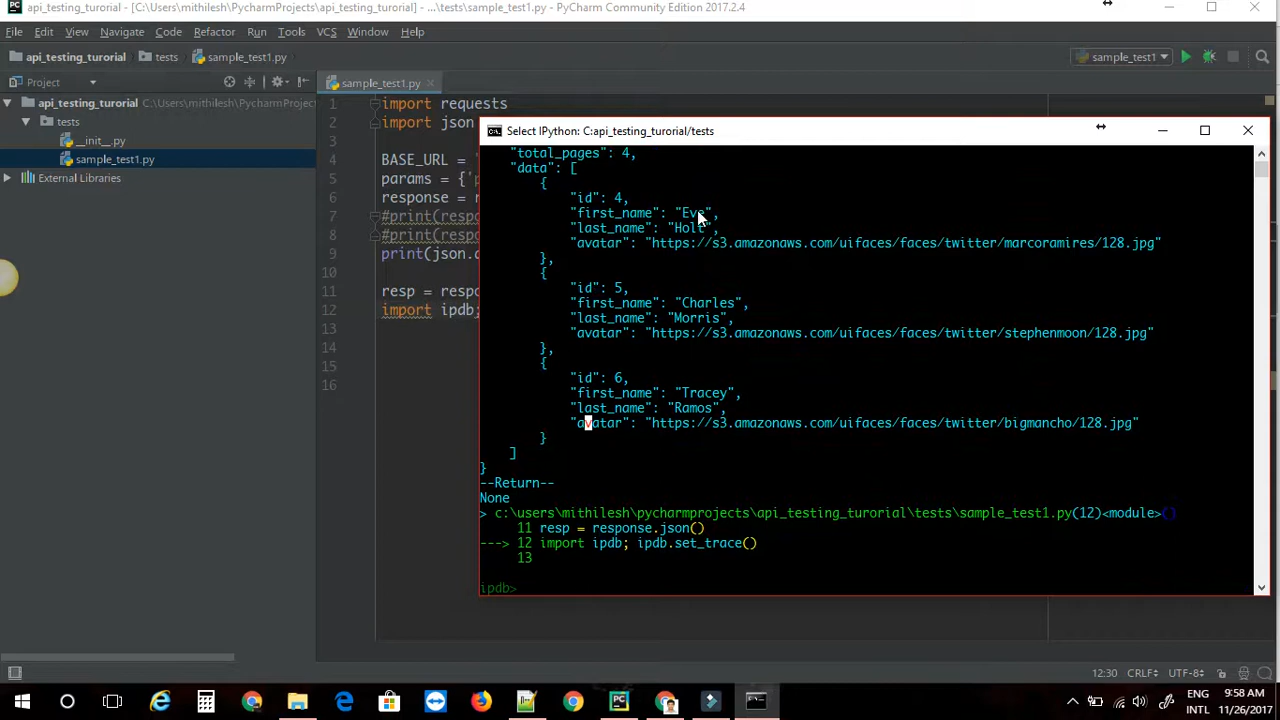 api_testing_turorial - [C:\Users\mithilesh\PycharmProjects\api_testing_turorial] - ...\tests\sample_test1.py - PyCharm Community Edition 2017.2.4
File Edit View Navigate Code Refactor Run Tools VCS Window Help
api_testing_turorial tests sample_test1.py sample_test1
Project sample_test1.py
api_testing_turorial C:\Users\mithilesh\PycharmProjec
tests
__init__.py
sample_test1.py
External Libraries
1 import requests
2 import json
3
4 BASE_URL =
5 params = {'p
6 response = r
7 #print(respo
8 #print(resp
9 print(json.d
10
11 resp = respo
12 import ipdb;
13
14
15
16
Select IPython: C:api_testing_turorial/tests
"total_pages": 4,
"data": [
{
"id": 4,
"first_name": "Eve",
"last_name": "Holt",
"avatar": "https://s3.amazonaws.com/uifaces/faces/twitter/marcoramires/128.jpg"
},
{
"id": 5,
"first_name": "Charles",
"last_name": "Morris",
"avatar": "https://s3.amazonaws.com/uifaces/faces/twitter/stephenmoon/128.jpg"
},
{
"id": 6,
"first_name": "Tracey",
"last_name": "Ramos",
"avatar": "https://s3.amazonaws.com/uifaces/faces/twitter/bigmancho/128.jpg"
}
]
}
--Return--
None
> c:\users\mithilesh\pycharmprojects\api_testing_turorial\tests\sample_test1.py(12)<module>()
11 resp = response.json()
---> 12 import ipdb; ipdb.set_trace()
13
ipdb>
12:30 CRLF UTF-8
ENG 9:58 AM
INTL 11/26/2017